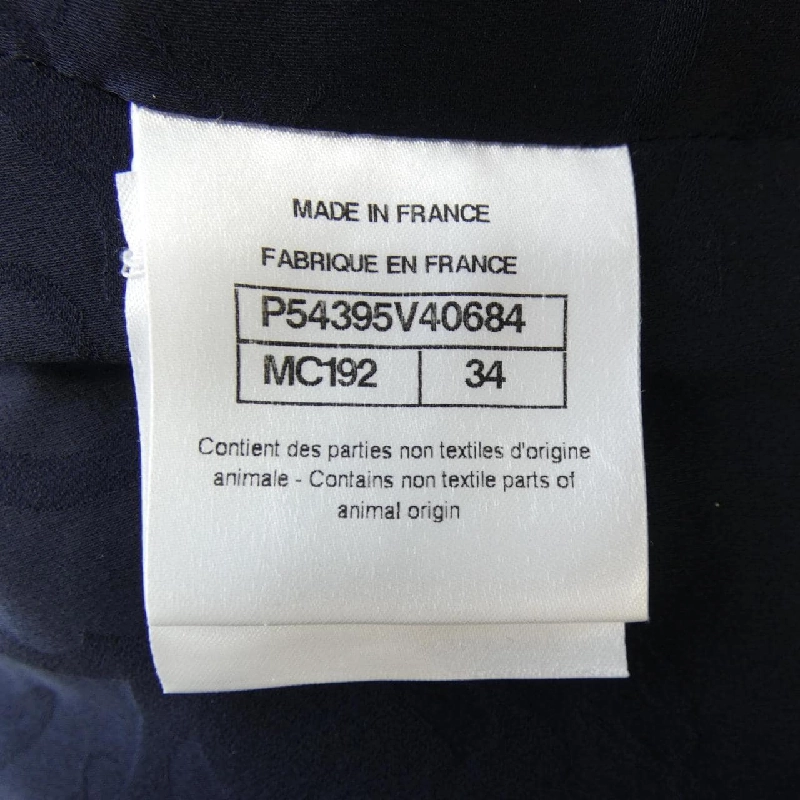 MADE IN FRANCE
FABRIQUE EN FRANCE
P54395V40684
MC192 34
Contient des parties non textiles d'origine
animale - Contains non textile parts of
animal origin